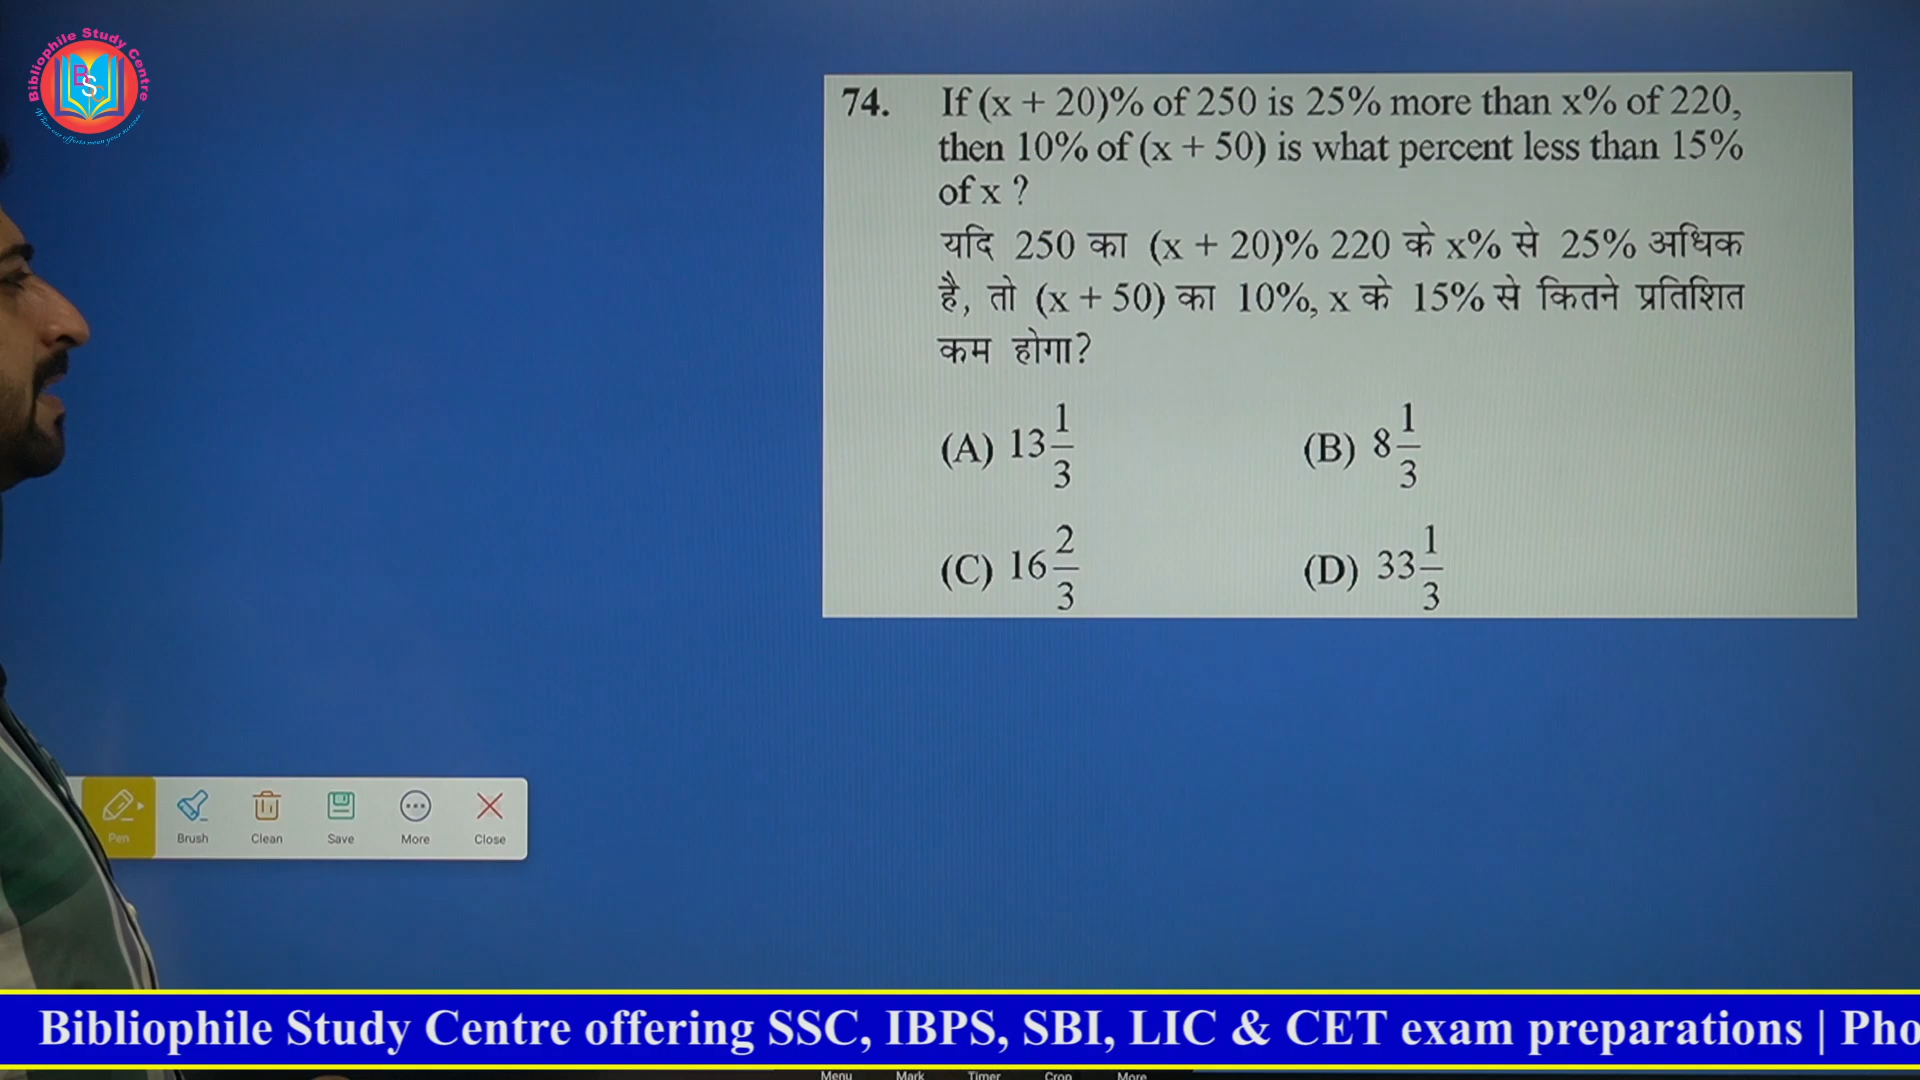 Bibliophile Study Centre
BSC
74. If (x + 20)% of 250 is 25% more than x% of 220,
then 10% of (x + 50) is what percent less than 15%
of x ?
यदि 250 का (x + 20)% 220 के x% से 25% अधिक
है, तो (x + 50) का 10%, x के 15% से कितने प्रतिशित
कम होगा?
(A) 13 1/3 (B) 8 1/3
(C) 16 2/3 (D) 33 1/3
Pen Brush Clean Save More Close
Bibliophile Study Centre offering SSC, IBPS, SBI, LIC & CET exam preparations | Pho
Menu Mark Timer Crop More